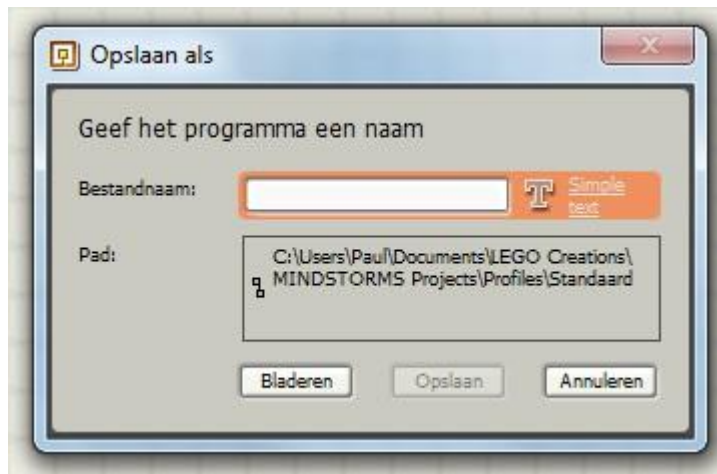 Opslaan als
Geef het programma een naam
Bestandnaam:
T Simple
text
Pad:
C:\Users\Paul\Documents\LEGO Creations\
MINDSTORMS Projects\Profiles\Standaard
Bladeren
Opslaan
Annuleren